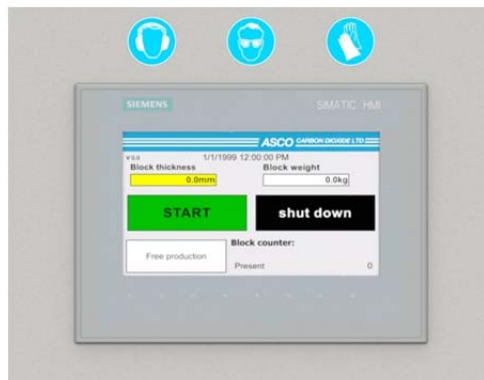 SIEMENS SIMATIC HMI
ASCO CARBON DIOXIDE LTD
V 5.0 1/1/1999 12:00:00 PM
Block thickness Block weight
0.0mm 0.0kg
START shut down
Block counter:
Free production
Present 0